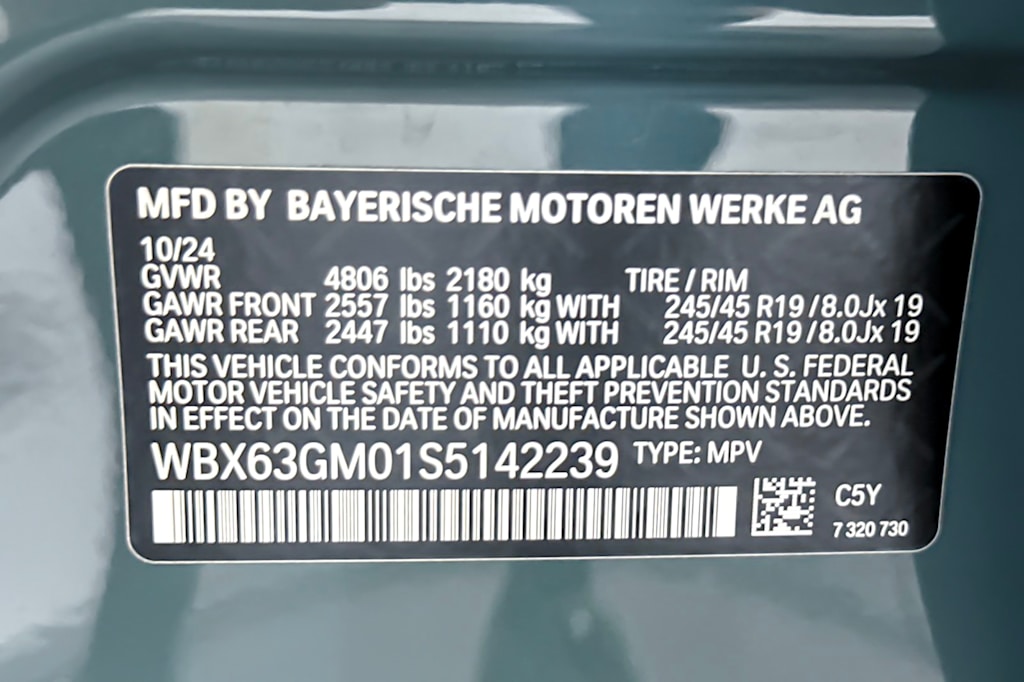 MFD BY BAYERISCHE MOTOREN WERKE AG
10/24
GVWR 4806 lbs 2180 kg TIRE / RIM
GAWR FRONT 2557 lbs 1160 kg WITH 245/45 R19 / 8.0Jx 19
GAWR REAR 2447 lbs 1110 kg WITH 245/45 R19 / 8.0Jx 19
THIS VEHICLE CONFORMS TO ALL APPLICABLE U. S. FEDERAL
MOTOR VEHICLE SAFETY AND THEFT PREVENTION STANDARDS
IN EFFECT ON THE DATE OF MANUFACTURE SHOWN ABOVE.
WBX63GM01S5142239 TYPE: MPV
C5Y
7 320 730